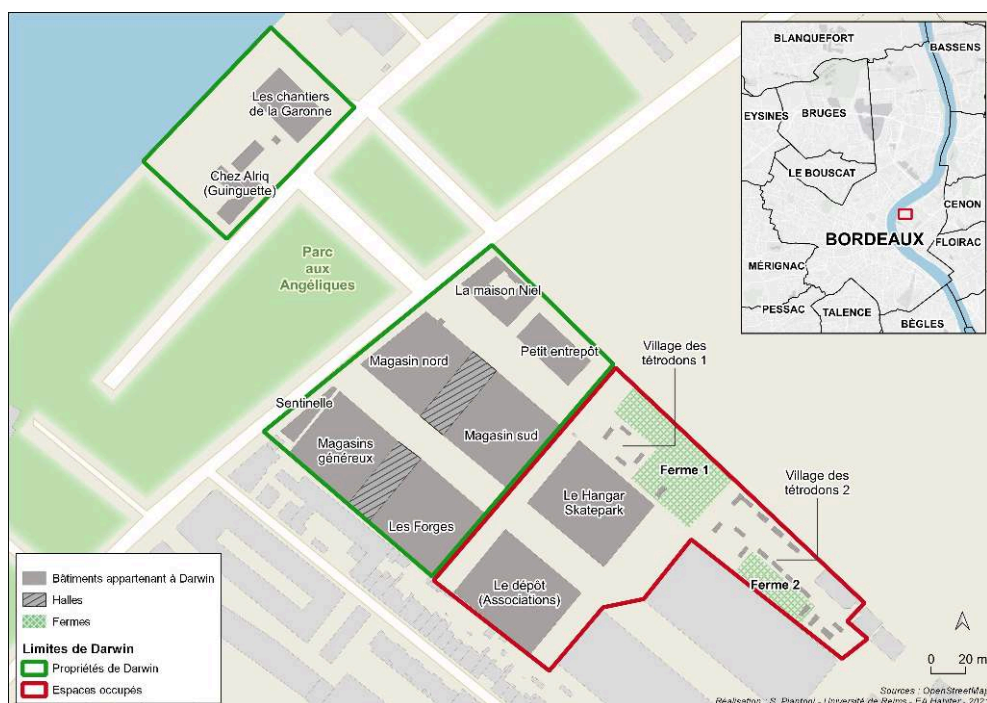 Les chantiers
de la Garonne
Chez Alriq
(Guinguette)
Parc
aux
Angéliques
La maison Niel
Petit entrepôt
Magasin nord
Magasin sud
Sentinelle
Magasins
généreux
Les Forges
Village des
tétrodons 1
Ferme 1
Le Hangar
Skatepark
Village des
tétrodons 2
Ferme 2
Le dépôt
(Associations)
BLANQUEFORT
BASSENS
EYSINES
BRUGES
LE BOUSCAT
CENON
BORDEAUX
FLOIRAC
MÉRIGNAC
PESSAC
TALENCE
BÈGLES
Bâtiments appartenant à Darwin
Halles
Fermes
Limites de Darwin
Propriétés de Darwin
Espaces occupés
0 20 m
Sources : OpenStreetMap
Université de Reims - EA Habiter